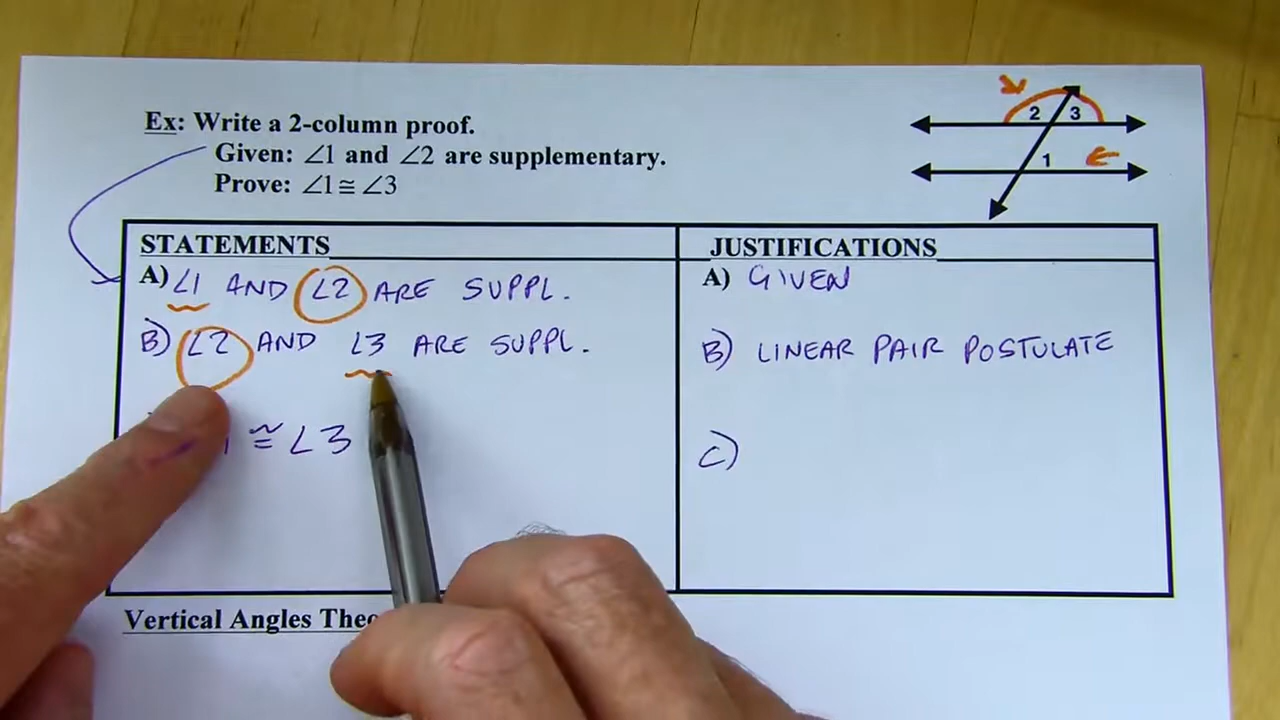 Ex: Write a 2-column proof.
Given: ∠1 and ∠2 are supplementary.
Prove: ∠1 ≅ ∠3
2 3
1
STATEMENTS
JUSTIFICATIONS
A) ∠1 AND ∠2 ARE SUPPL.
A) GIVEN
B) ∠2 AND ∠3 ARE SUPPL.
B) LINEAR PAIR POSTULATE
≅ ∠3
C)
Vertical Angles